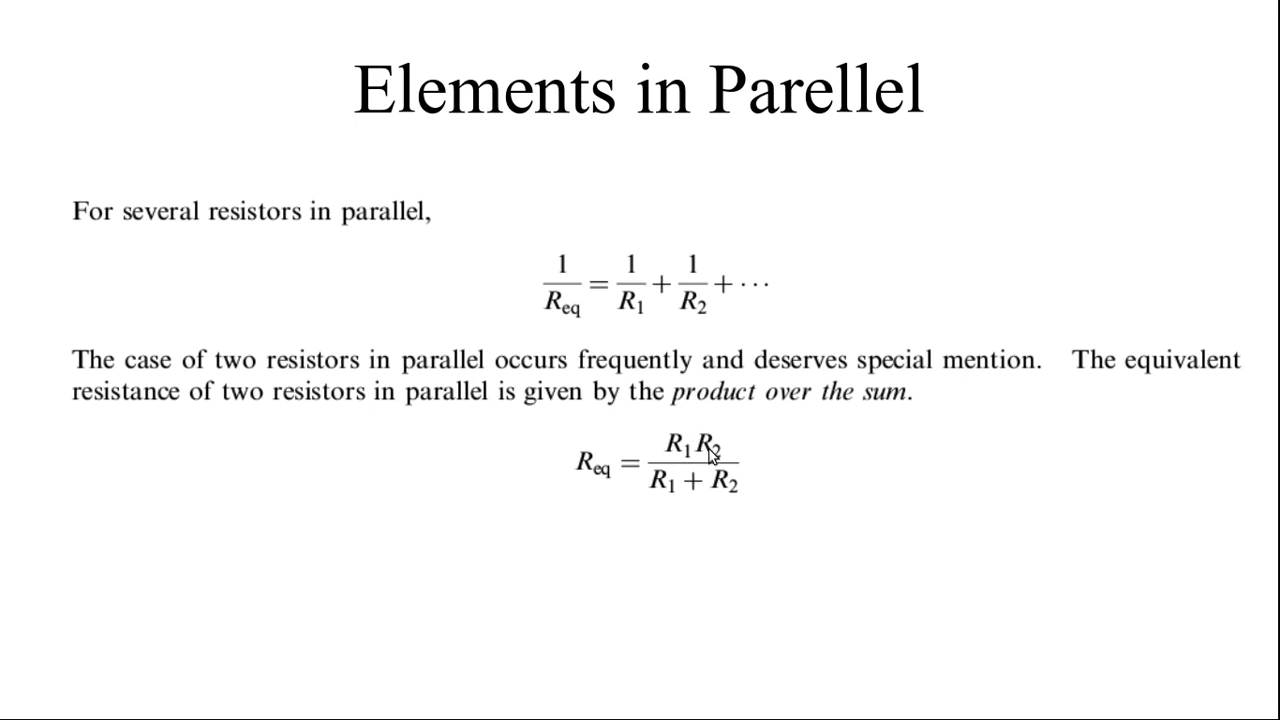 Elements in Parellel
For several resistors in parallel,
1/R_eq = 1/R_1 + 1/R_2 + ···
The case of two resistors in parallel occurs frequently and deserves special mention. The equivalent
resistance of two resistors in parallel is given by the product over the sum.
R_eq = R_1 R_2 / R_1 + R_2